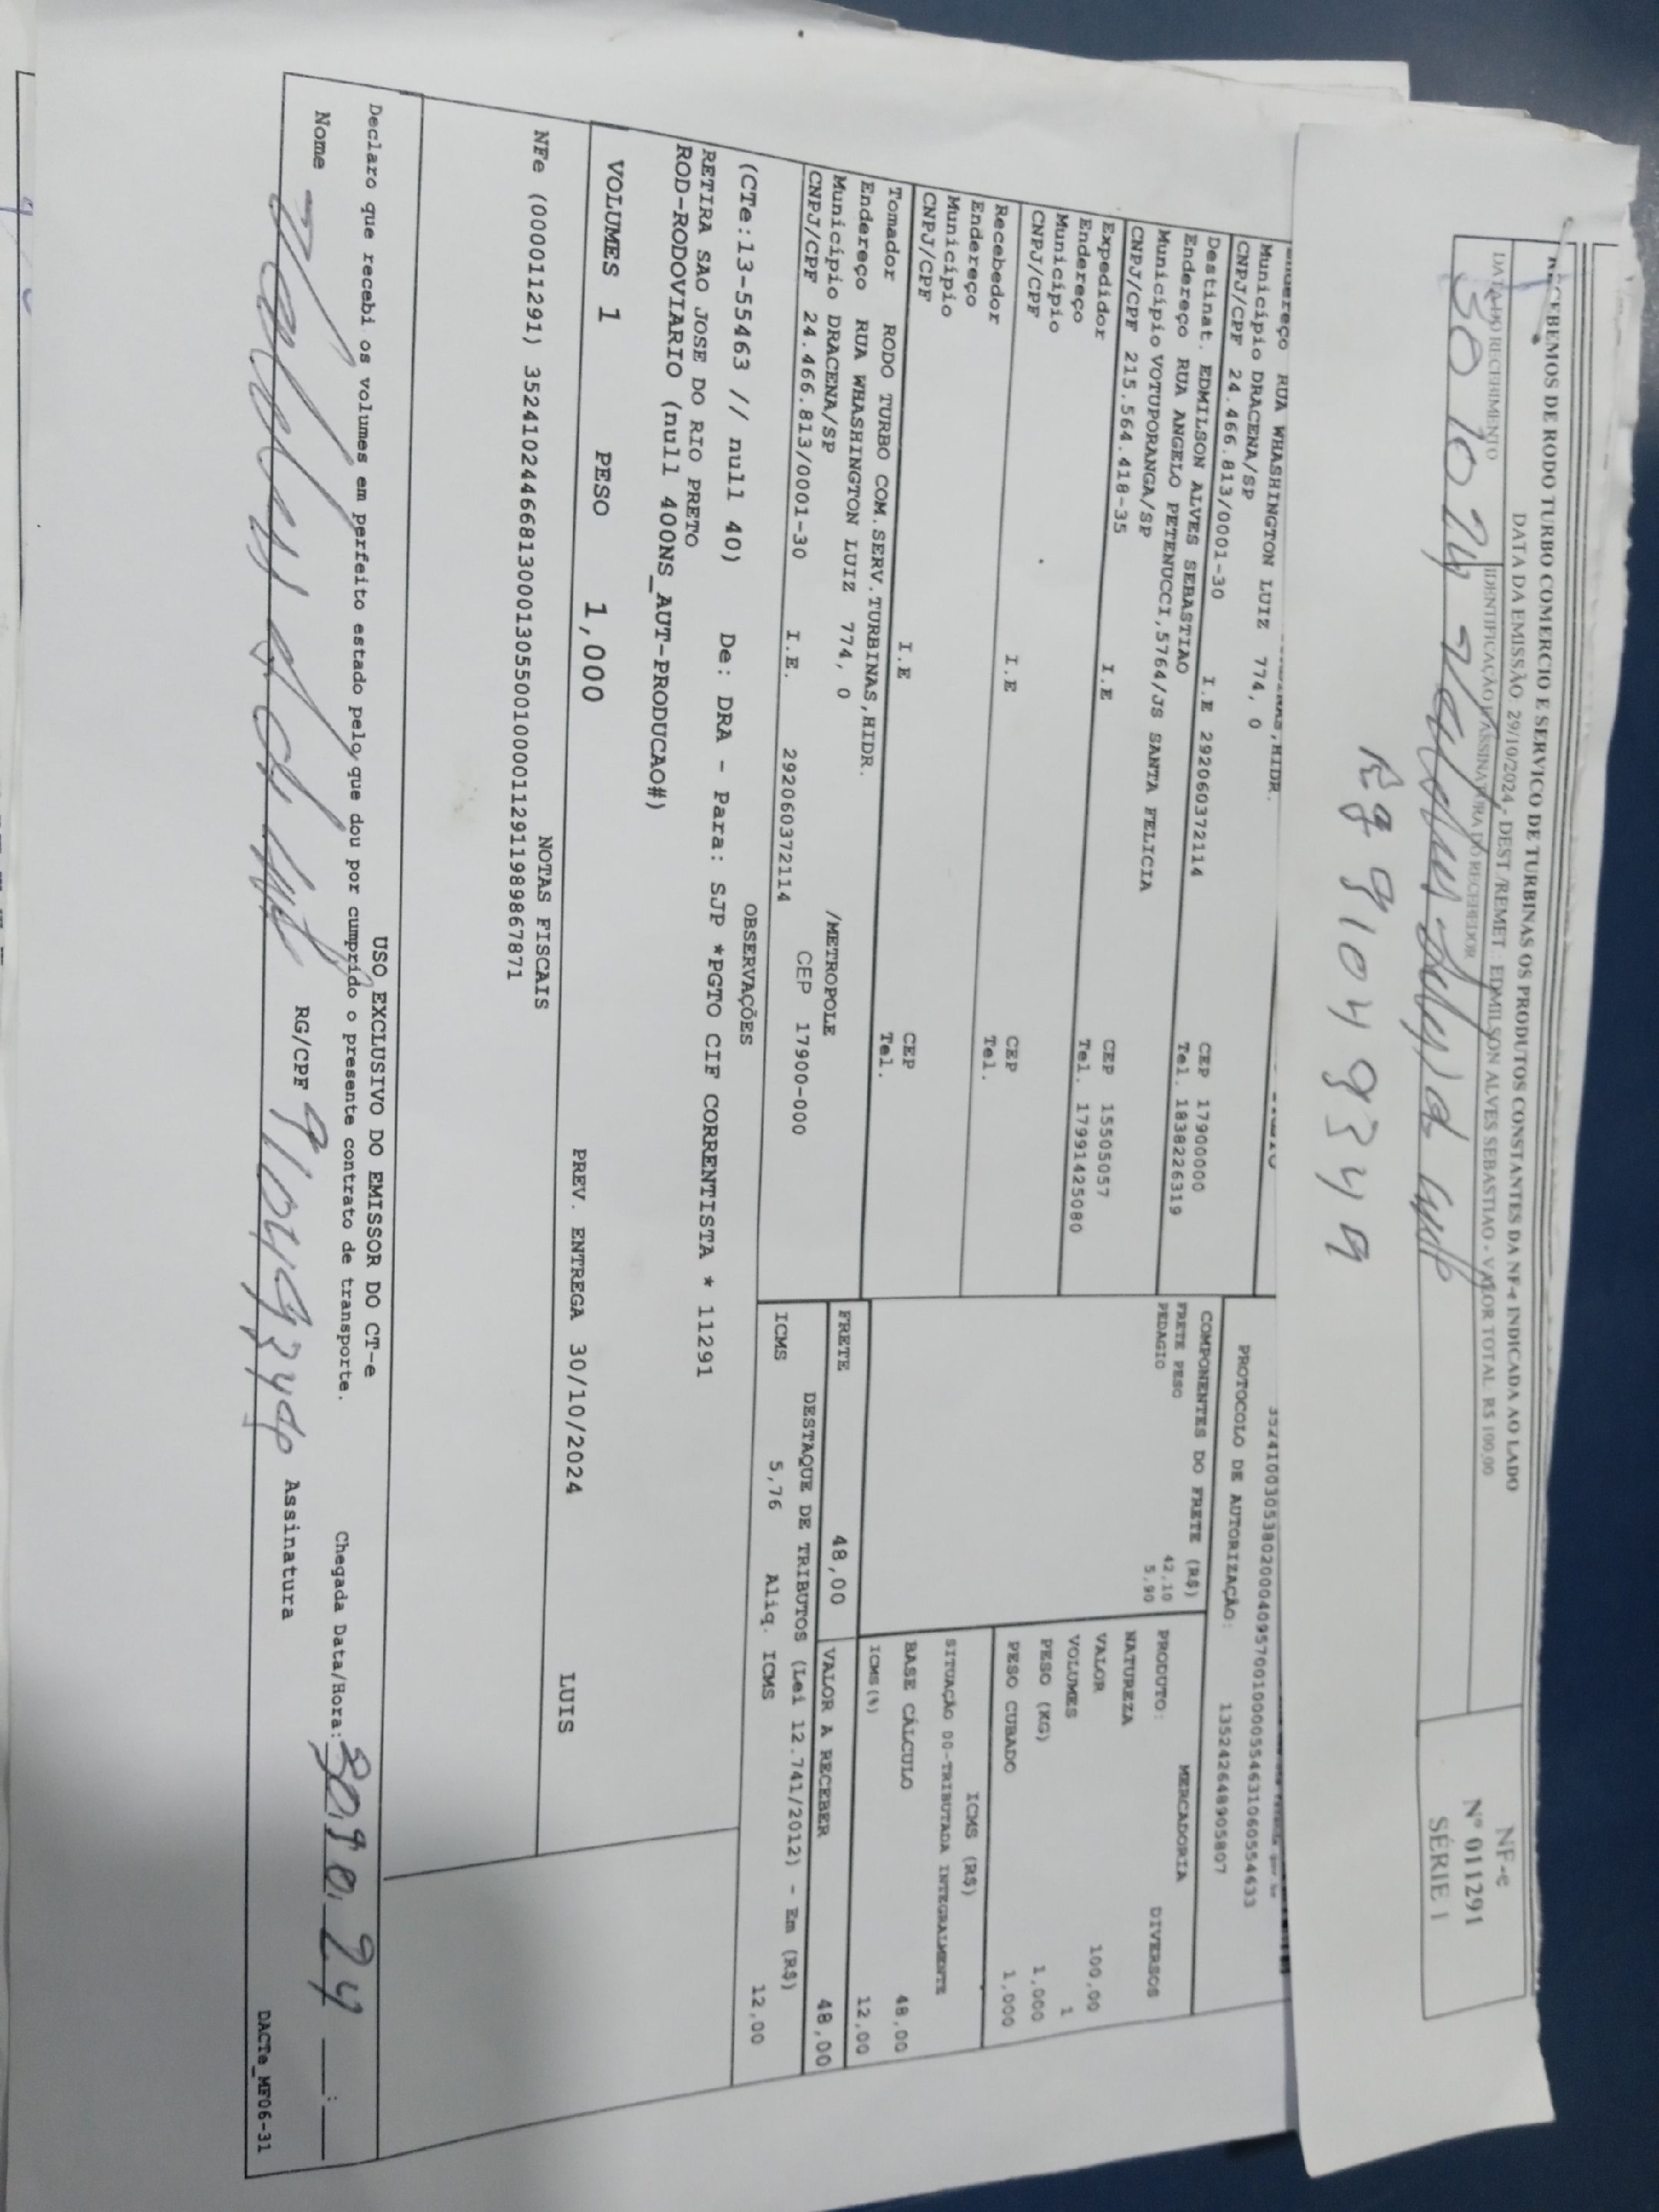 RECEBEMOS DE RODO TURBO COMERCIO E SERVICO DE TURBINAS OS PRODUTOS CONSTANTES DA NF-e INDICADA AO LADO
DATA DA EMISSÃO: 29/10/2024 - DEST./REMET.: EDMILSON ALVES SEBASTIAO - VALOR TOTAL: R$ 100,00
DATA DO RECEBIMENTO
IDENTIFICAÇÃO E ASSINATURA DO RECEBEDOR
30 10 24
Rg 91049349
NF-e
Nº 011291
SÉRIE 1
Endereço RUA WHASHINGTON LUIZ 774, 0
Município DRACENA/SP
CNPJ/CPF 24.466.813/0001-30 I.E 292060372114 CEP 17900000
Tel. 1838226319
Destinat. EDMILSON ALVES SEBASTIAO
Endereço RUA ANGELO PETENUCCI,5764/JS SANTA FELICIA
Município VOTUPORANGA/SP CEP 15505057
CNPJ/CPF 215.564.418-35 I.E Tel. 17991425080
Expedidor
Endereço
Município CEP
CNPJ/CPF I.E Tel.
Recebedor
Endereço
Município CEP
CNPJ/CPF I.E Tel.
Tomador RODO TURBO COM.SERV.TURBINAS,HIDR.
Endereço RUA WHASHINGTON LUIZ 774, 0 /METROPOLE
Município DRACENA/SP CEP 17900-000
CNPJ/CPF 24.466.813/0001-30 I.E. 292060372114
35241003053802000409570010000554631060554633
PROTOCOLO DE AUTORIZAÇÃO: 135242648905807
COMPONENTES DO FRETE (R$)
FRETE PESO 42,10
PEDAGIO 5,90
MERCADORIA
PRODUTO: DIVERSOS
NATUREZA
VALOR 100,00
VOLUMES 1
PESO (KG) 1,000
PESO CUBADO 1,000
ICMS (R$)
SITUAÇÃO 00-TRIBUTADA INTEGRALMENTE
BASE CÁLCULO 48,00
ICMS(%) 12,00
FRETE 48,00 VALOR A RECEBER 48,00
DESTAQUE DE TRIBUTOS (Lei 12.741/2012) - Em (R$)
ICMS 5,76 Aliq. ICMS 12,00
OBSERVAÇÕES
(CTe:13-55463 // null 40) De: DRA - Para: SJP *PGTO CIF CORRENTISTA * 11291
RETIRA SAO JOSE DO RIO PRETO
ROD-RODOVIARIO (null 400NS_AUT-PRODUCAO#)
VOLUMES 1 PESO 1,000 PREV. ENTREGA 30/10/2024 LUIS
NOTAS FISCAIS
NFe (000011291) 35241024466813000130550010000112911989867871
USO EXCLUSIVO DO EMISSOR DO CT-e
Declaro que recebi os volumes em perfeito estado pelo que dou por cumprido o presente contrato de transporte.
Chegada Data/Hora: 30.10.24 __:__
Nome RG/CPF Assinatura
DACTe_MF06-31